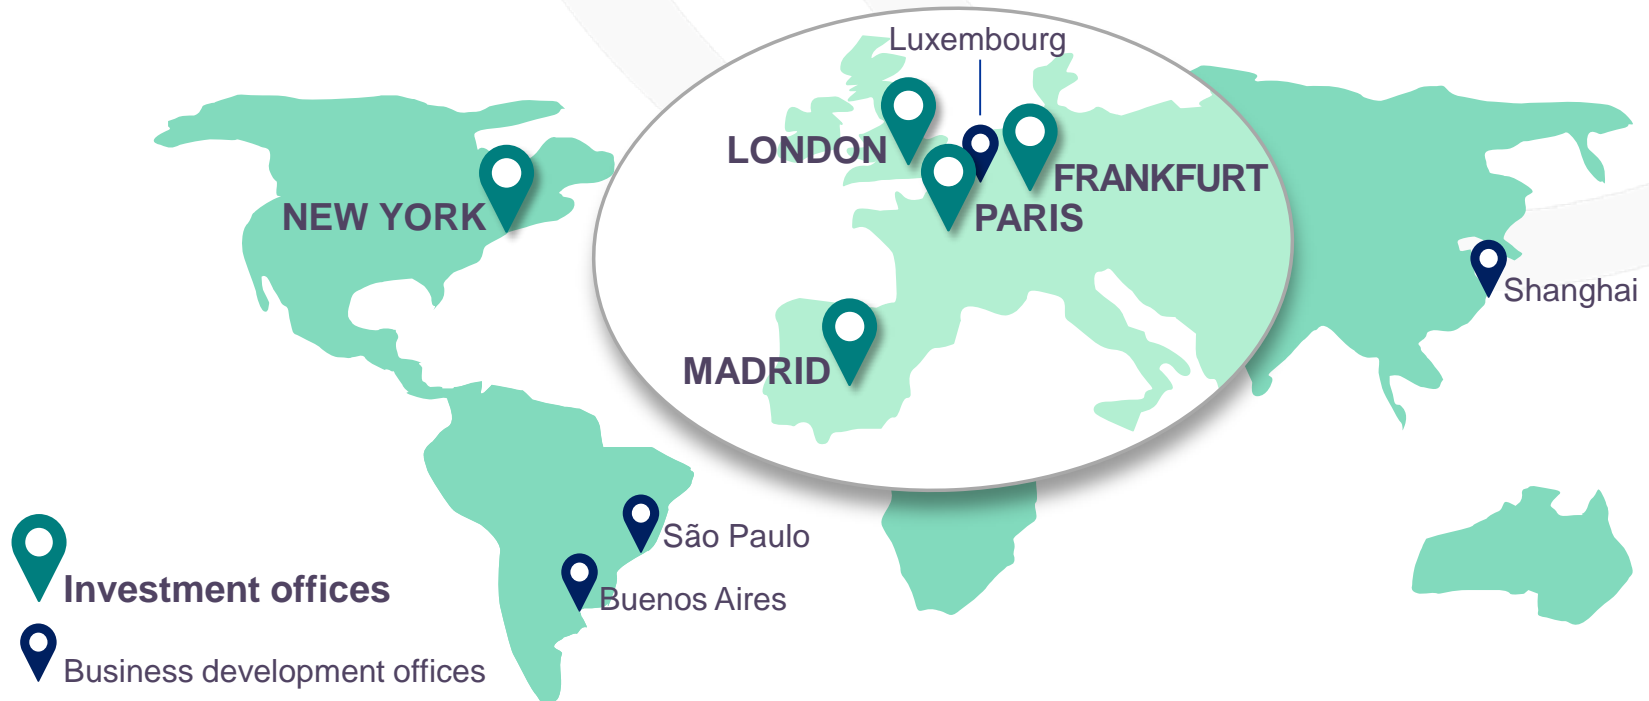 Luxembourg
LONDON
FRANKFURT
NEW YORK
PARIS
Shanghai
MADRID
São Paulo
Buenos Aires
Investment offices
Business development offices